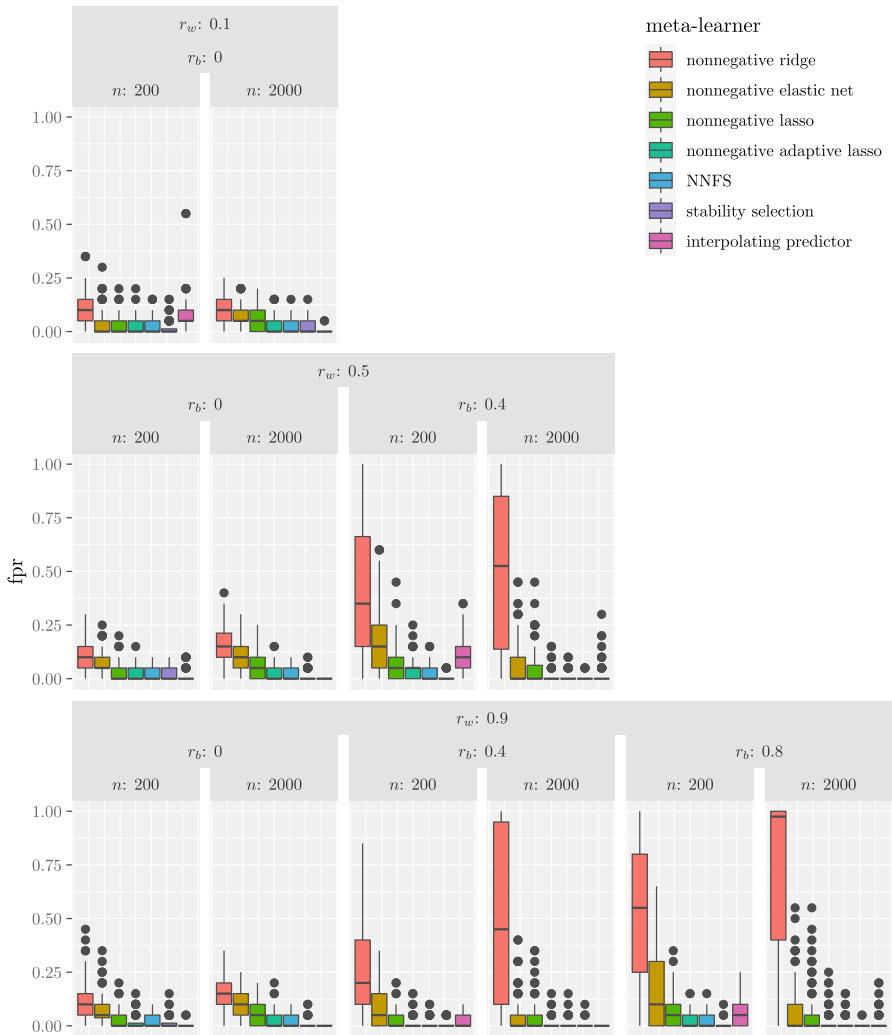 r_w: 0.1
r_b: 0
n: 200 n: 2000
1.00
0.75
0.50
0.25
0.00
meta-learner
nonnegative ridge
nonnegative elastic net
nonnegative lasso
nonnegative adaptive lasso
NNFS
stability selection
interpolating predictor
r_w: 0.5
r_b: 0 r_b: 0.4
n: 200 n: 2000 n: 200 n: 2000
1.00
0.75
0.50
0.25
0.00
fpr
r_w: 0.9
r_b: 0 r_b: 0.4 r_b: 0.8
n: 200 n: 2000 n: 200 n: 2000 n: 200 n: 2000
1.00
0.75
0.50
0.25
0.00